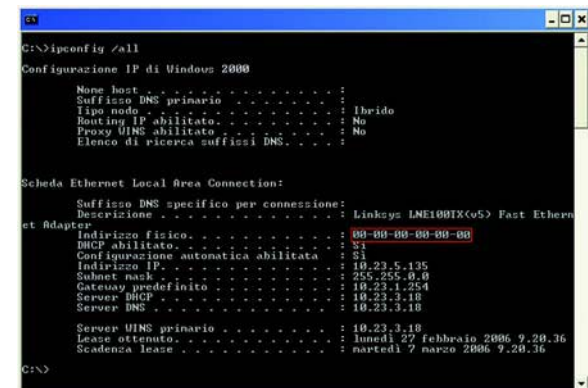 C:\>ipconfig /all
Configurazione IP di Windows 2000
Nome host . . . . . . . . . . . . . . :
Suffisso DNS primario . . . . . . . . :
Tipo nodo . . . . . . . . . . . . . . : Ibrido
Routing IP abilitato. . . . . . . . . : No
Proxy WINS abilitato . . . . . . . . : No
Elenco di ricerca suffissi DNS. . . . :
Scheda Ethernet Local Area Connection:
Suffisso DNS specifico per connessione:
Descrizione . . . . . . . . . . . . . : Linksys LNE100TX(v5) Fast Ethern
et Adapter
Indirizzo fisico. . . . . . . . . . . : 00-00-00-00-00-00
DHCP abilitato. . . . . . . . . . . . : Sì
Configurazione automatica abilitata : Sì
Indirizzo IP. . . . . . . . . . . . . : 10.23.5.135
Subnet mask . . . . . . . . . . . . . : 255.255.0.0
Gateway predefinito . . . . . . . . . : 10.23.1.254
Server DHCP . . . . . . . . . . . . . : 10.23.3.18
Server DNS . . . . . . . . . . . . . : 10.23.3.18
Server WINS primario . . . . . . . . : 10.23.3.18
Lease ottenuto. . . . . . . . . . . . : lunedì 27 febbraio 2006 9.20.36
Scadenza lease . . . . . . . . . . . : martedì 7 marzo 2006 9.20.36
C:\>